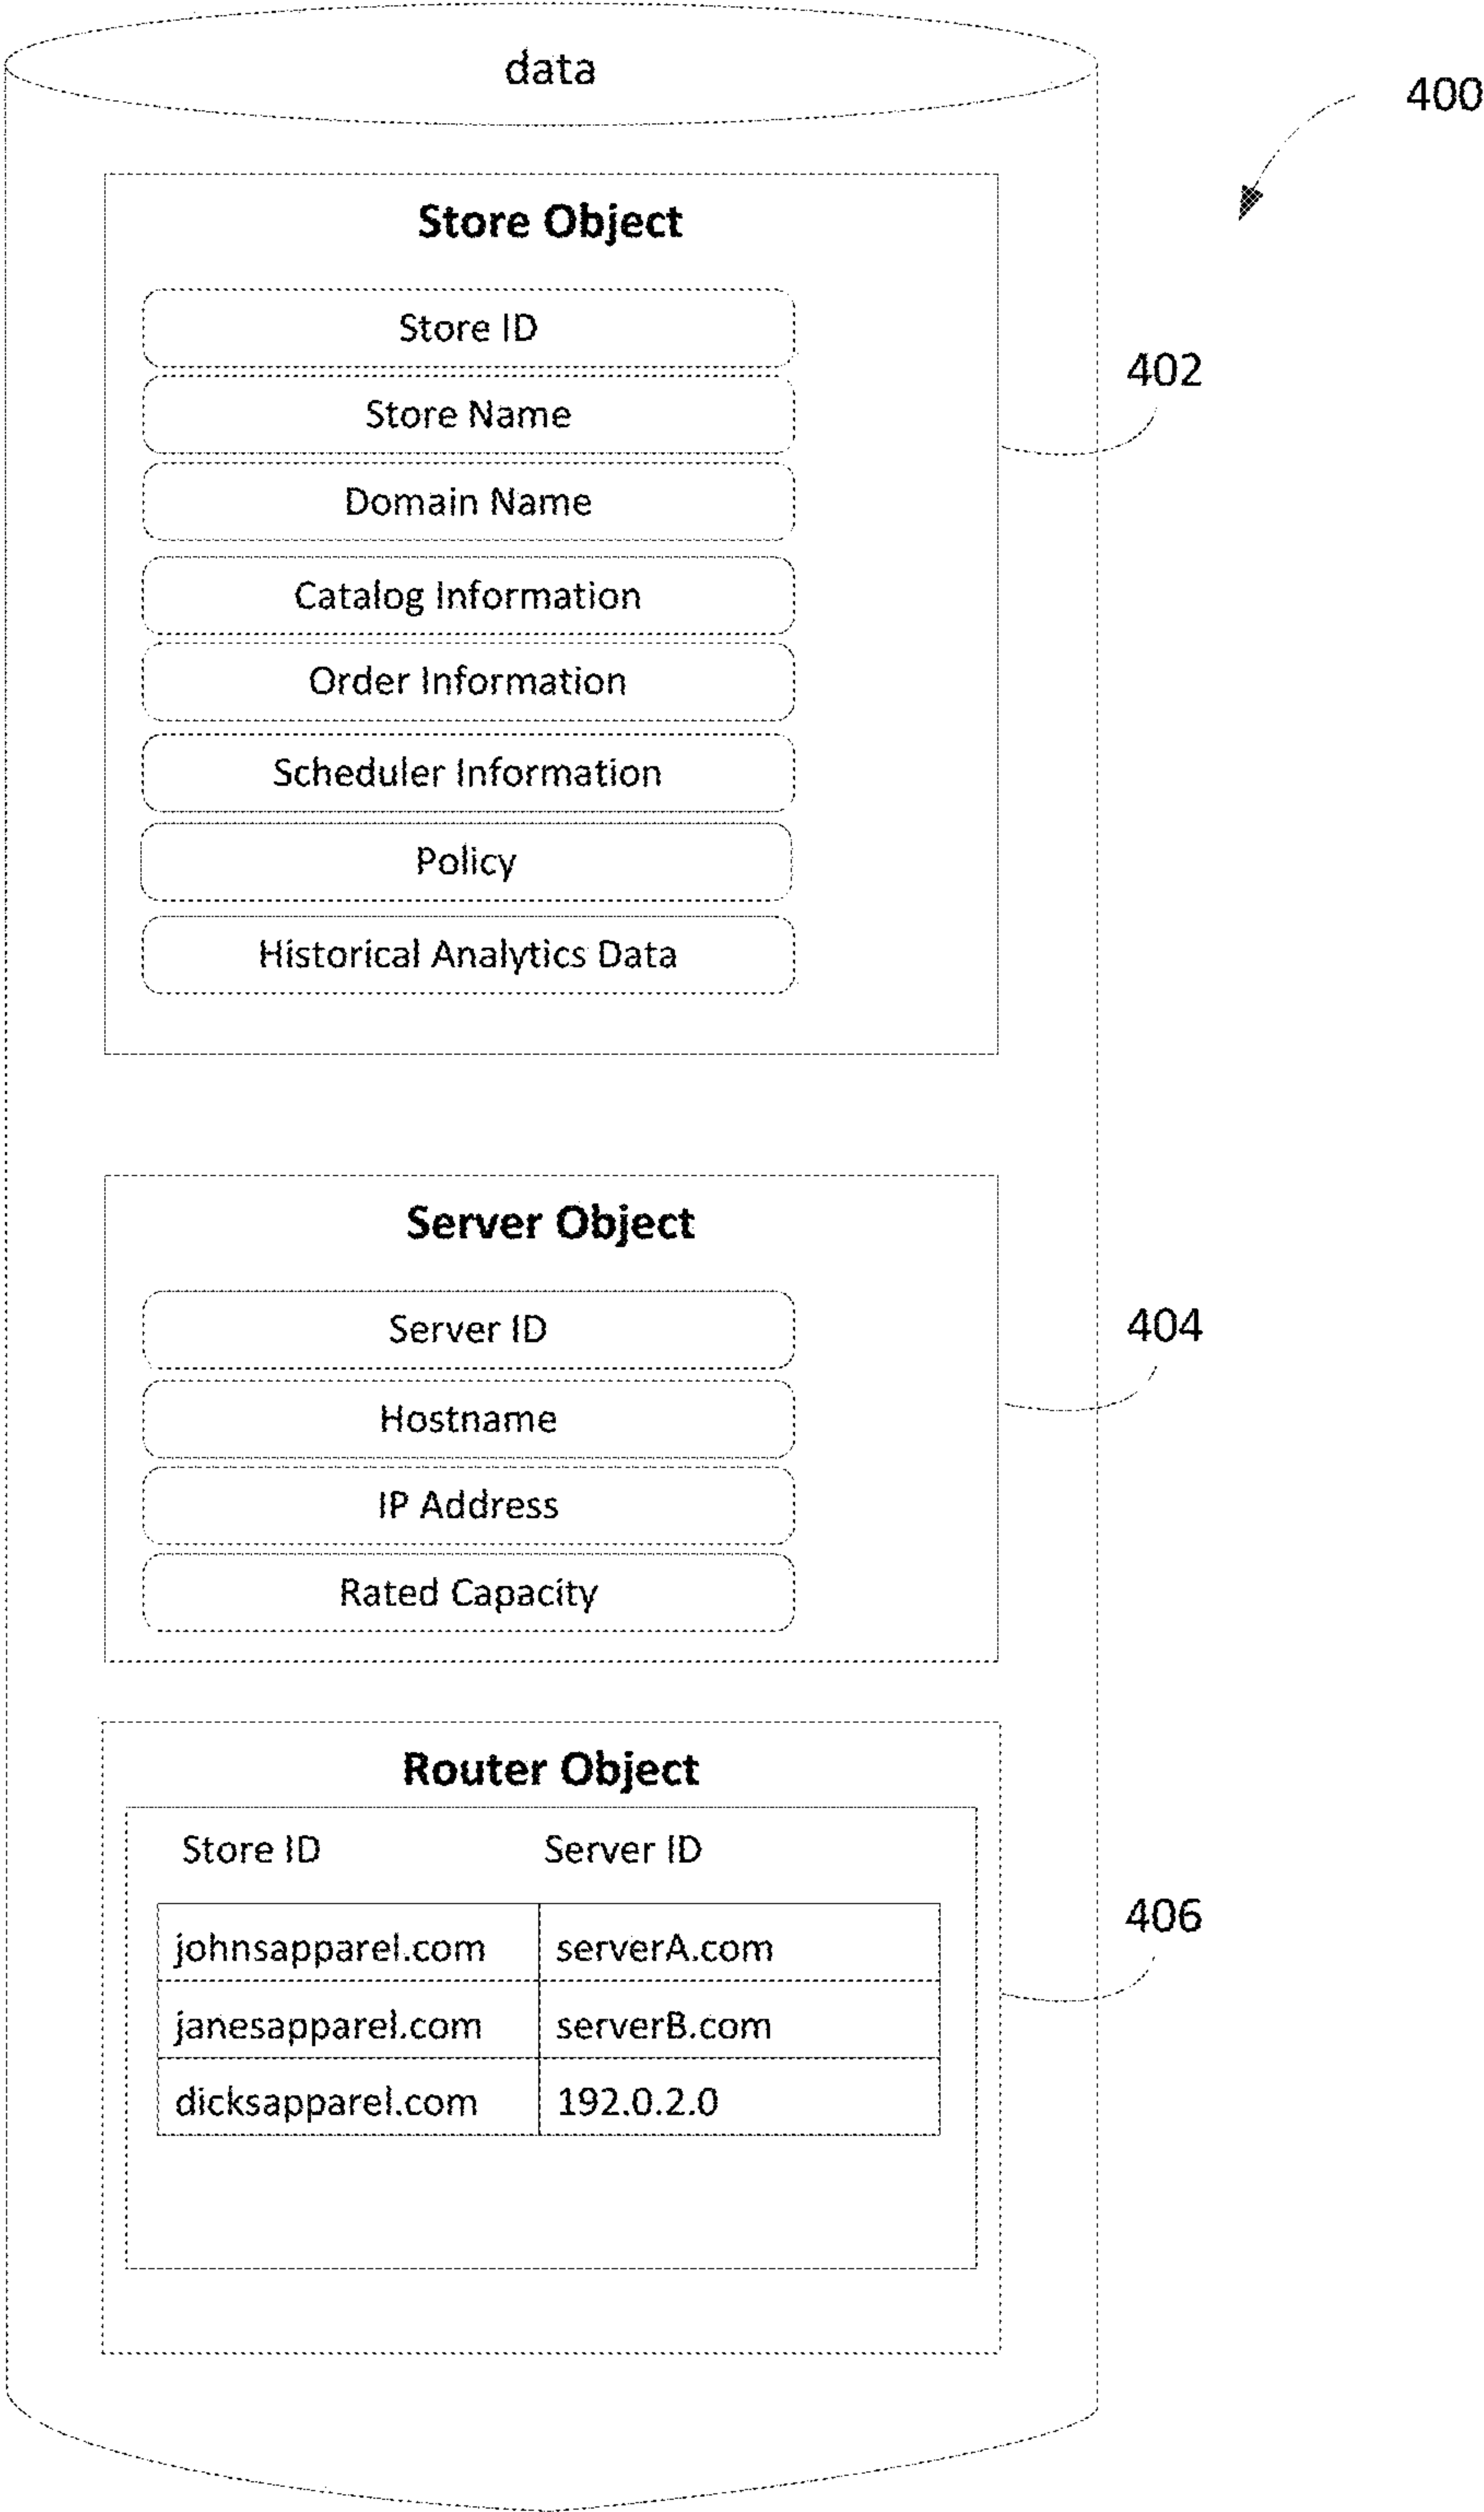 data
400
Store Object
Store ID
402
Store Name
Domain Name
Catalog Information
Order Information
Scheduler Information
Policy
Historical Analytics Data
Server Object
Server ID
404
Hostname
IP Address
Rated Capacity
Router Object
Store ID Server ID
406
johnsapparel.com serverA.com
janesapparel.com serverB.com
dicksapparel.com 192.0.2.0